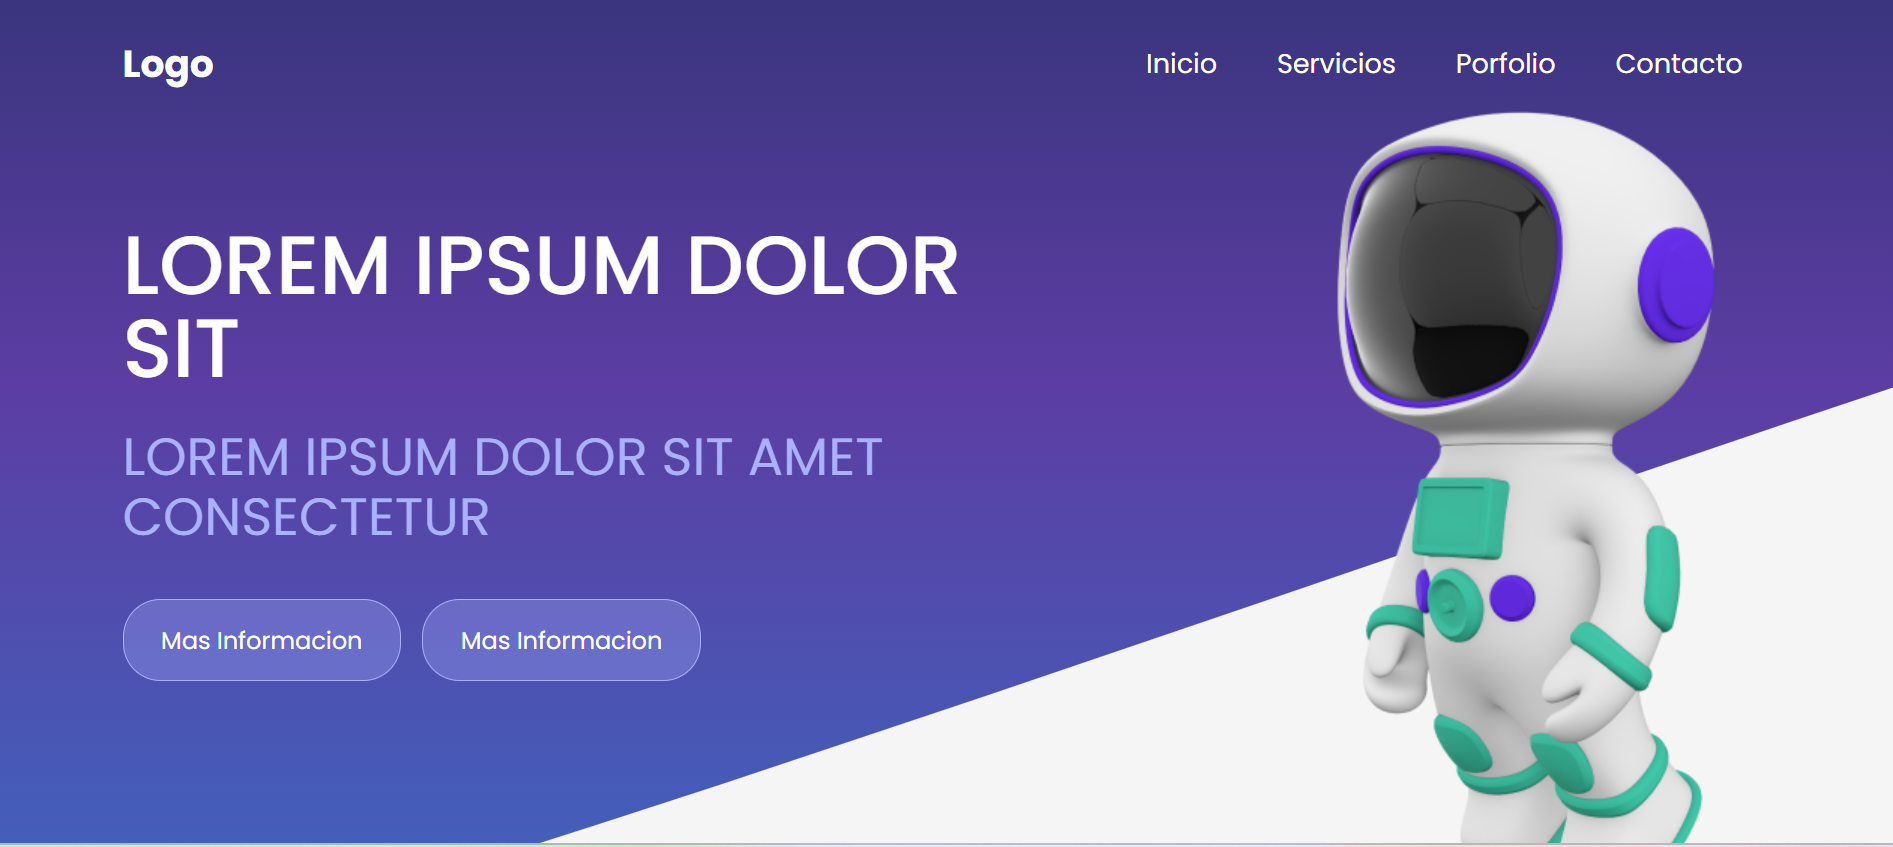 Logo
Inicio Servicios Porfolio Contacto
LOREM IPSUM DOLOR
SIT
LOREM IPSUM DOLOR SIT AMET
CONSECTETUR
Mas Informacion Mas Informacion